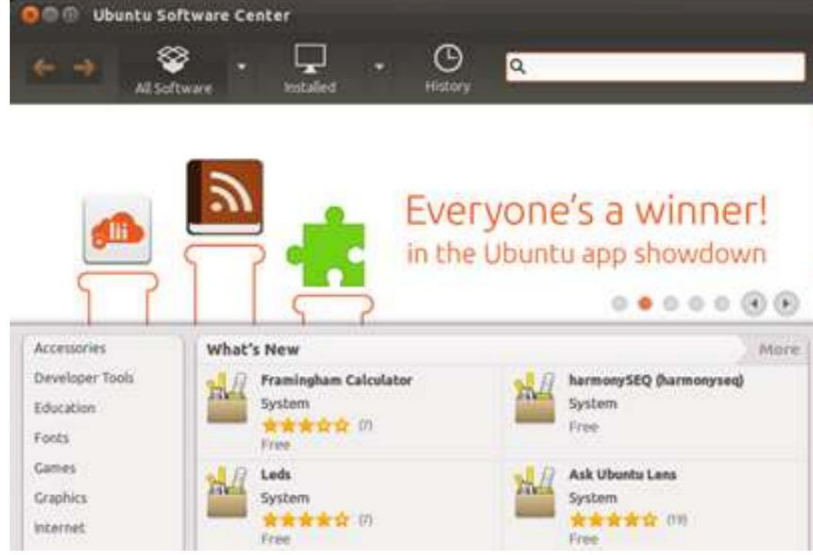 Ubuntu Software Center
All Software
Installed
History
Everyone's a winner!
in the Ubuntu app showdown
Accessories
Developer Tools
Education
Fonts
Games
Graphics
Internet
What's New
More
Framingham Calculator
System
(7)
Free
harmonySEQ (harmonyseq)
System
Free
Leds
System
(7)
Free
Ask Ubuntu Lens
System
(19)
Free